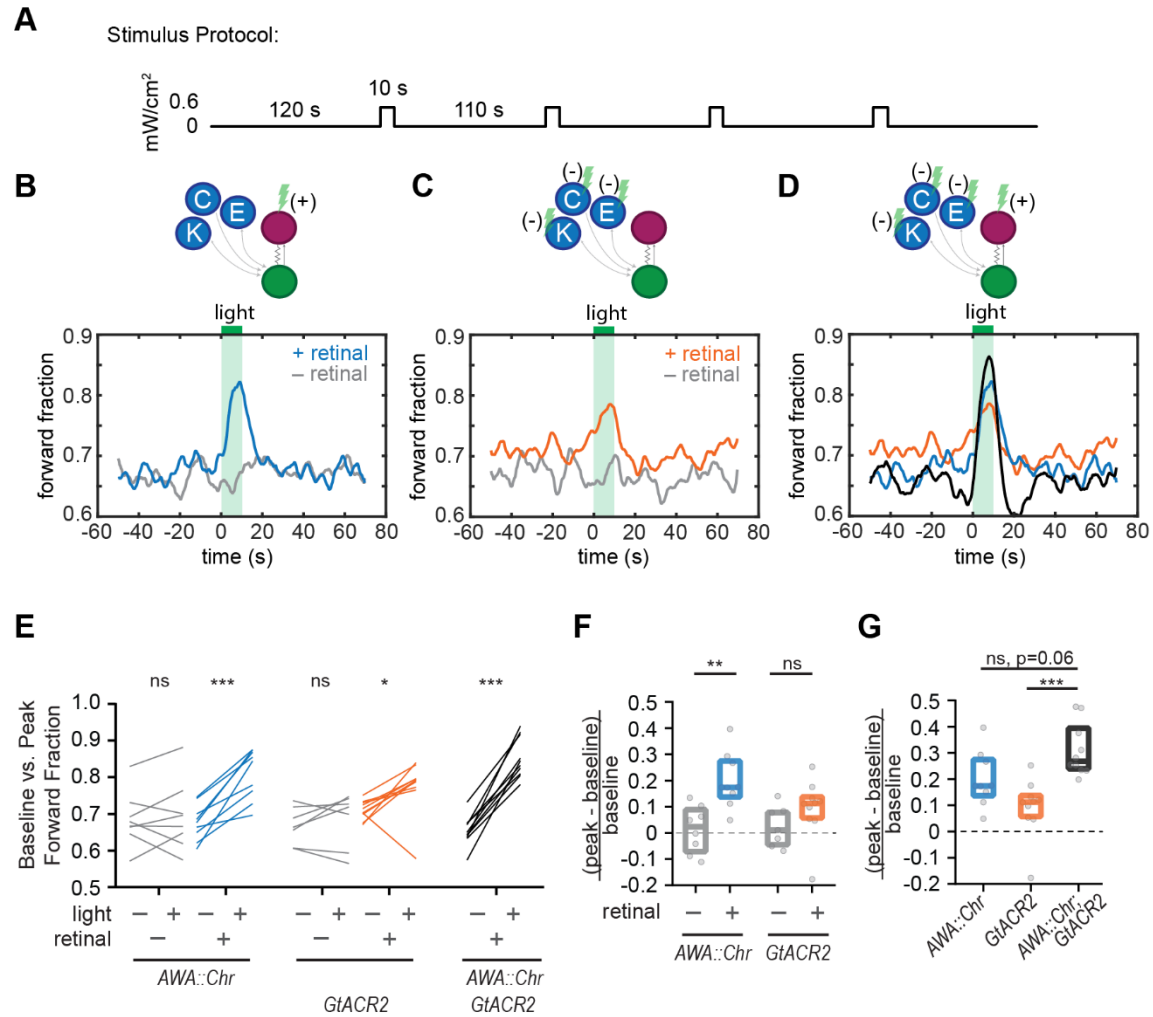 A
Stimulus Protocol:
mW/cm²
0.6
0
120 s
10 s
110 s
B
C
E
K
(+)
light
+ retinal
– retinal
forward fraction
0.9
0.8
0.7
0.6
-60 -40 -20 0 20 40 60 80
time (s)
C
(-)
(-)
(-)
C
E
K
light
+ retinal
– retinal
forward fraction
0.9
0.8
0.7
0.6
-60 -40 -20 0 20 40 60 80
time (s)
D
(-)
(-)
(-)
(+)
C
E
K
light
forward fraction
0.9
0.8
0.7
0.6
-60 -40 -20 0 20 40 60 80
time (s)
E
ns *** ns * ***
Baseline vs. Peak
Forward Fraction
1.0
0.9
0.8
0.7
0.6
0.5
light – + – + – + – + – +
retinal – + – + +
AWA::Chr
GtACR2
AWA::Chr
GtACR2
F
** ns
(peak - baseline)
baseline
0.5
0.4
0.3
0.2
0.1
0
-0.1
-0.2
retinal – + – +
AWA::Chr GtACR2
G
ns, p=0.06
***
(peak - baseline)
baseline
0.5
0.4
0.3
0.2
0.1
0
-0.1
-0.2
AWA::Chr
GtACR2
AWA::Chr;
GtACR2